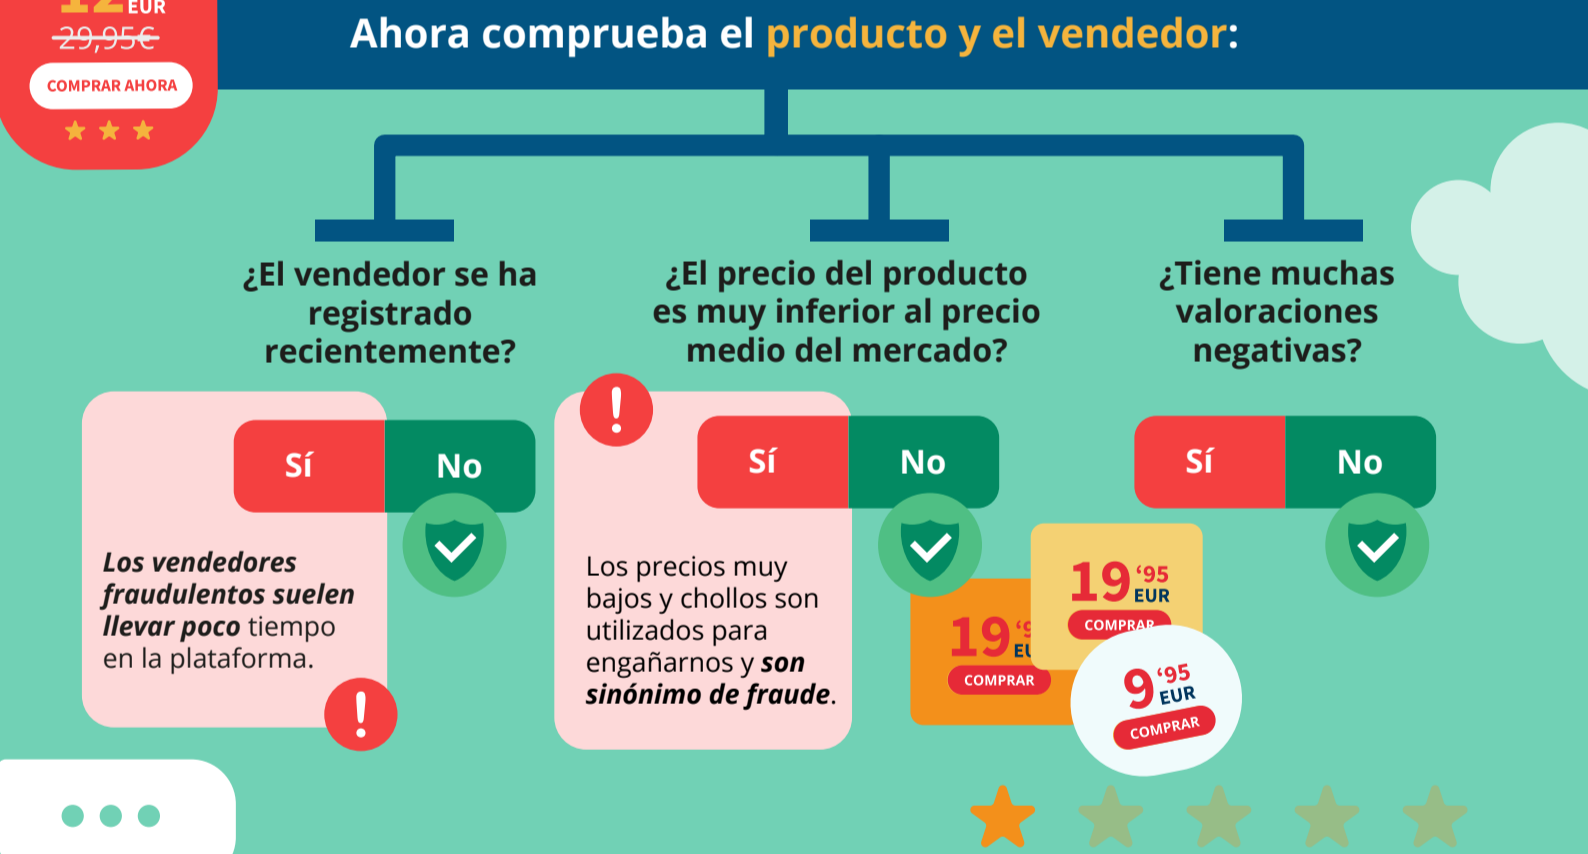 12 EUR
29,95€
COMPRAR AHORA
Ahora comprueba el producto y el vendedor:
¿El vendedor se ha
registrado
recientemente?
Sí No
Los vendedores
fraudulentos suelen
llevar poco tiempo
en la plataforma.
!
¿El precio del producto
es muy inferior al precio
medio del mercado?
!
Sí No
Los precios muy
bajos y chollos son
utilizados para
engañarnos y son
sinónimo de fraude.
¿Tiene muchas
valoraciones
negativas?
Sí No
19 ‘95
EUR
COMPRAR
19 ‘9
EU
COMPRAR
9 ‘95
EUR
COMPRAR